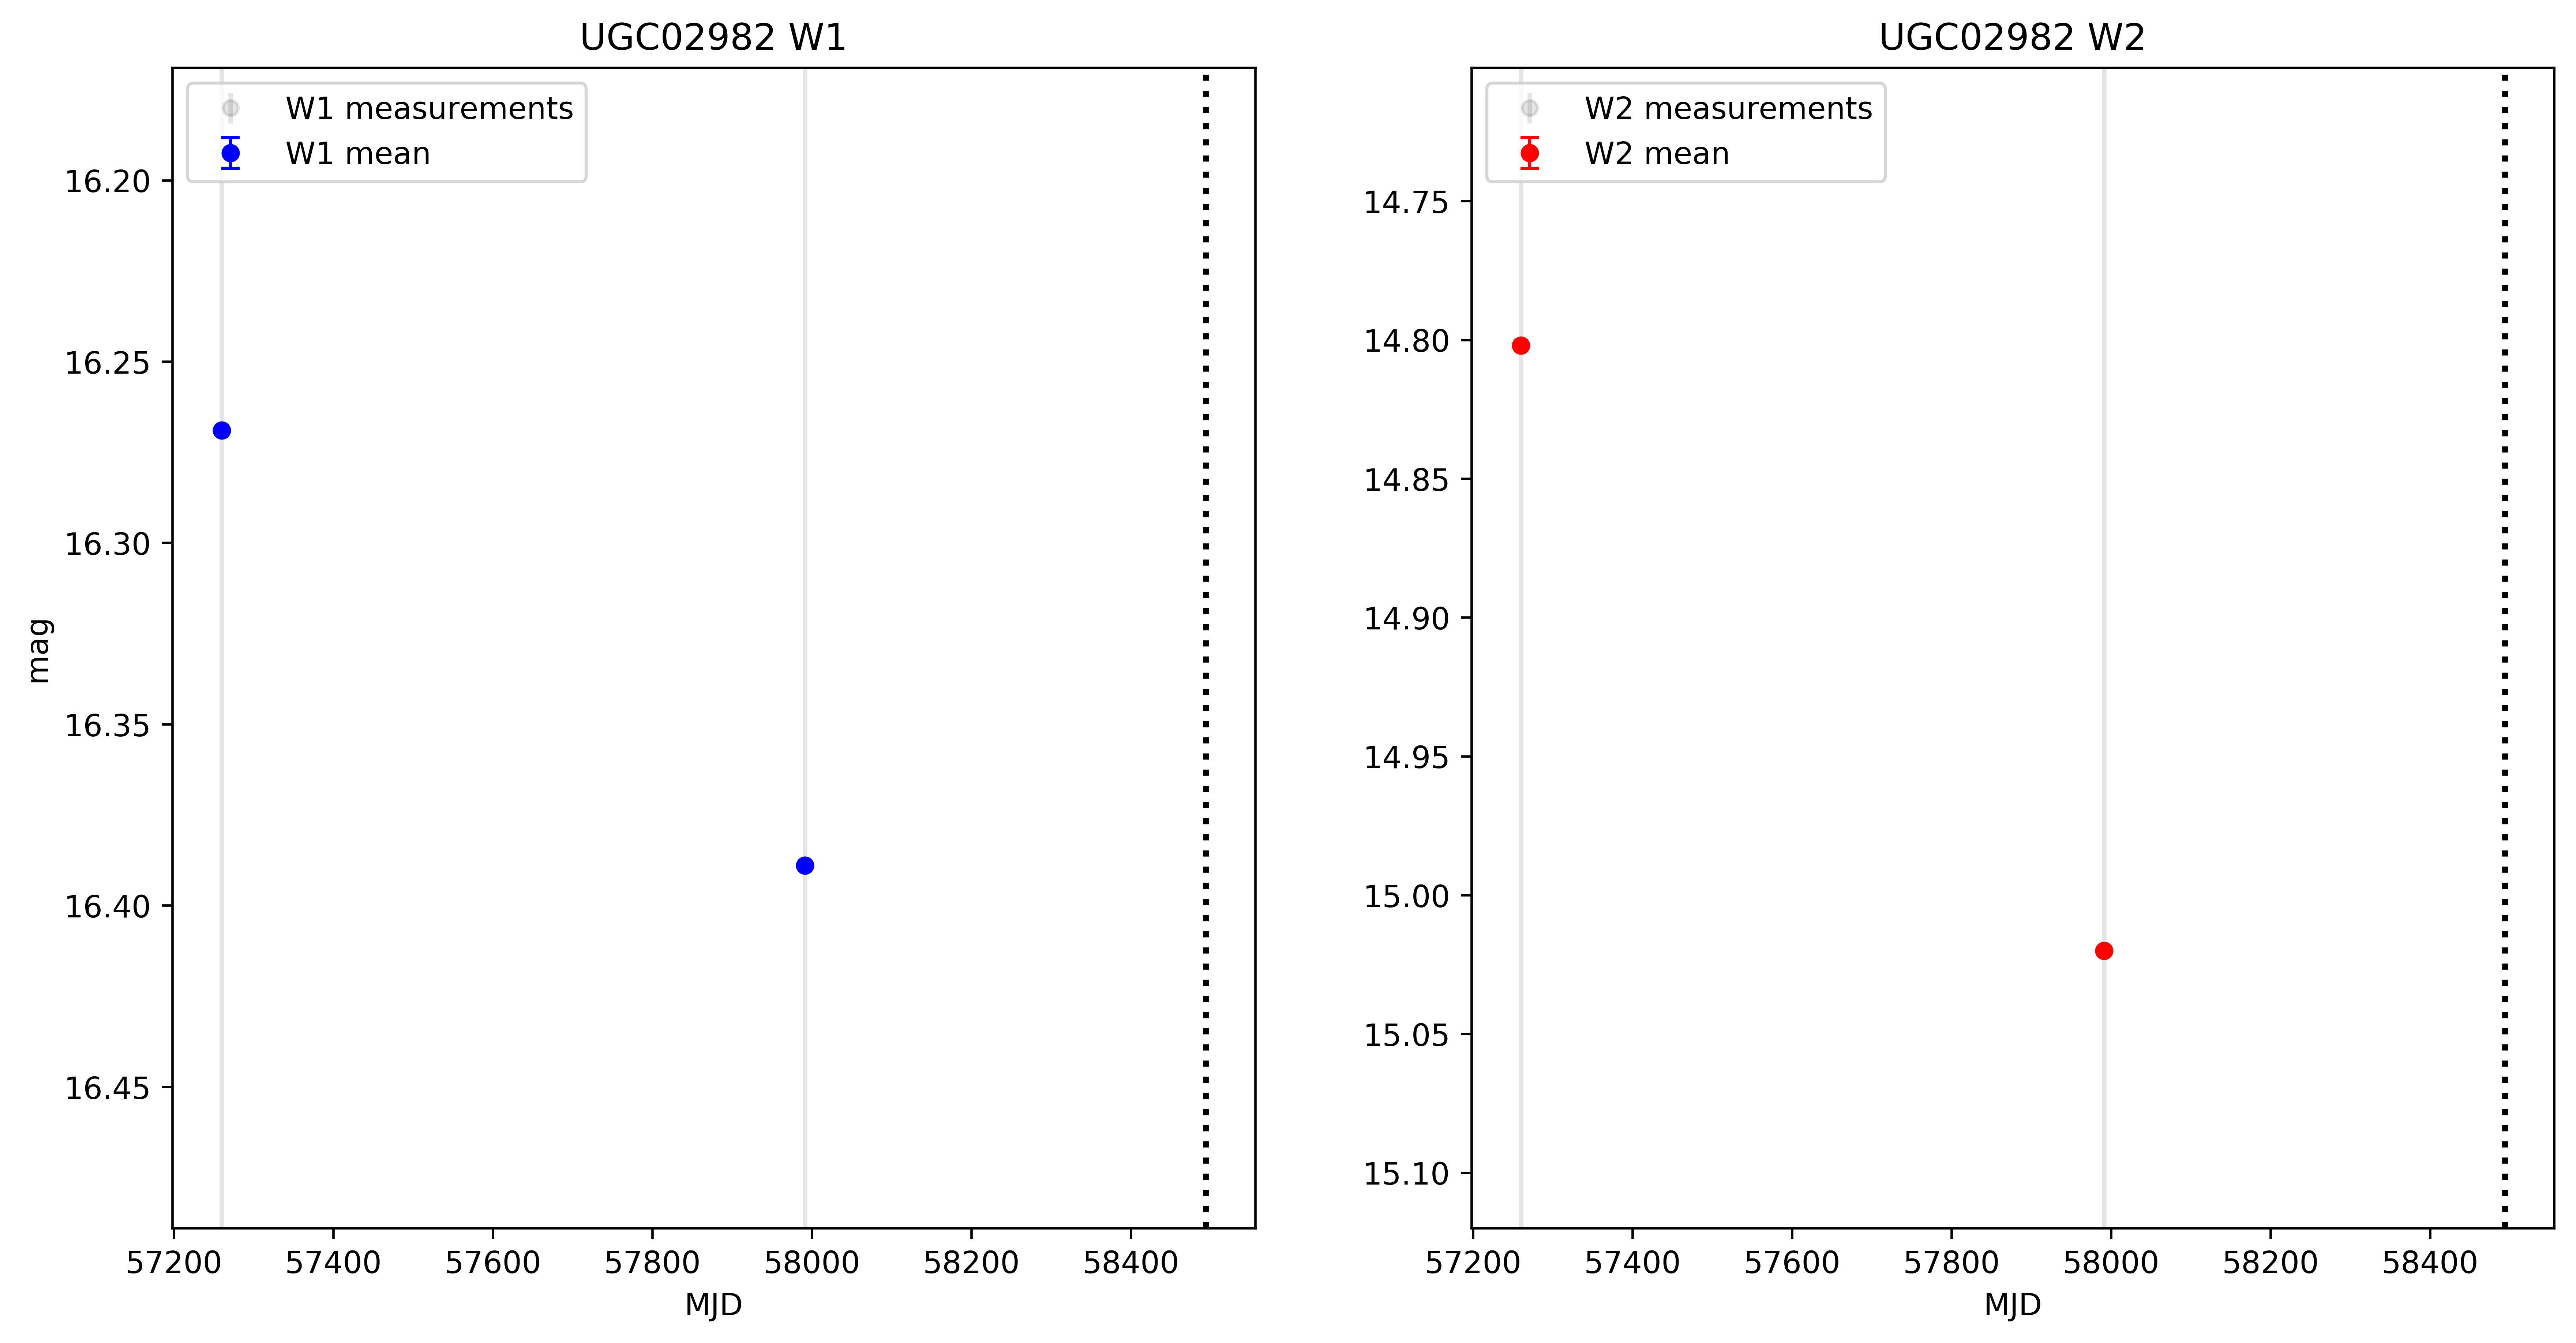 UGC02982 W1
W1 measurements
W1 mean
16.20
16.25
16.30
16.35
16.40
16.45
mag
57200 57400 57600 57800 58000 58200 58400
MJD
UGC02982 W2
W2 measurements
W2 mean
14.75
14.80
14.85
14.90
14.95
15.00
15.05
15.10
57200 57400 57600 57800 58000 58200 58400
MJD